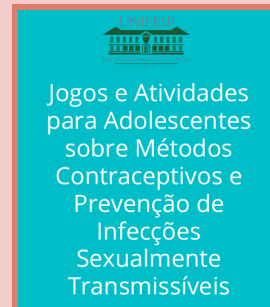 UNIFESP
Jogos e Atividades
para Adolescentes
sobre Métodos
Contraceptivos e
Prevenção de
Infecções
Sexualmente
Transmissíveis